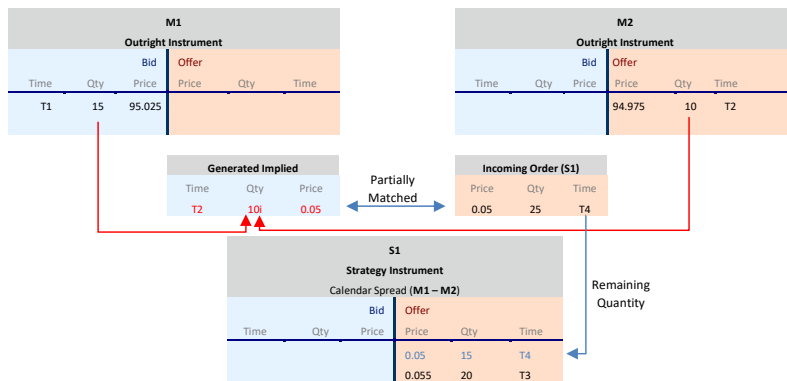 M1
Outright Instrument
Bid Offer
Time Qty Price Price Qty Time
T1 15 95.025
M2
Outright Instrument
Bid Offer
Time Qty Price Price Qty Time
94.975 10 T2
Generated Implied
Time Qty Price
T2 10i 0.05
Partially
Matched
Incoming Order (S1)
Price Qty Time
0.05 25 T4
S1
Strategy Instrument
Calendar Spread (M1 – M2)
Bid Offer
Time Qty Price Price Qty Time
0.05 15 T4
0.055 20 T3
Remaining
Quantity